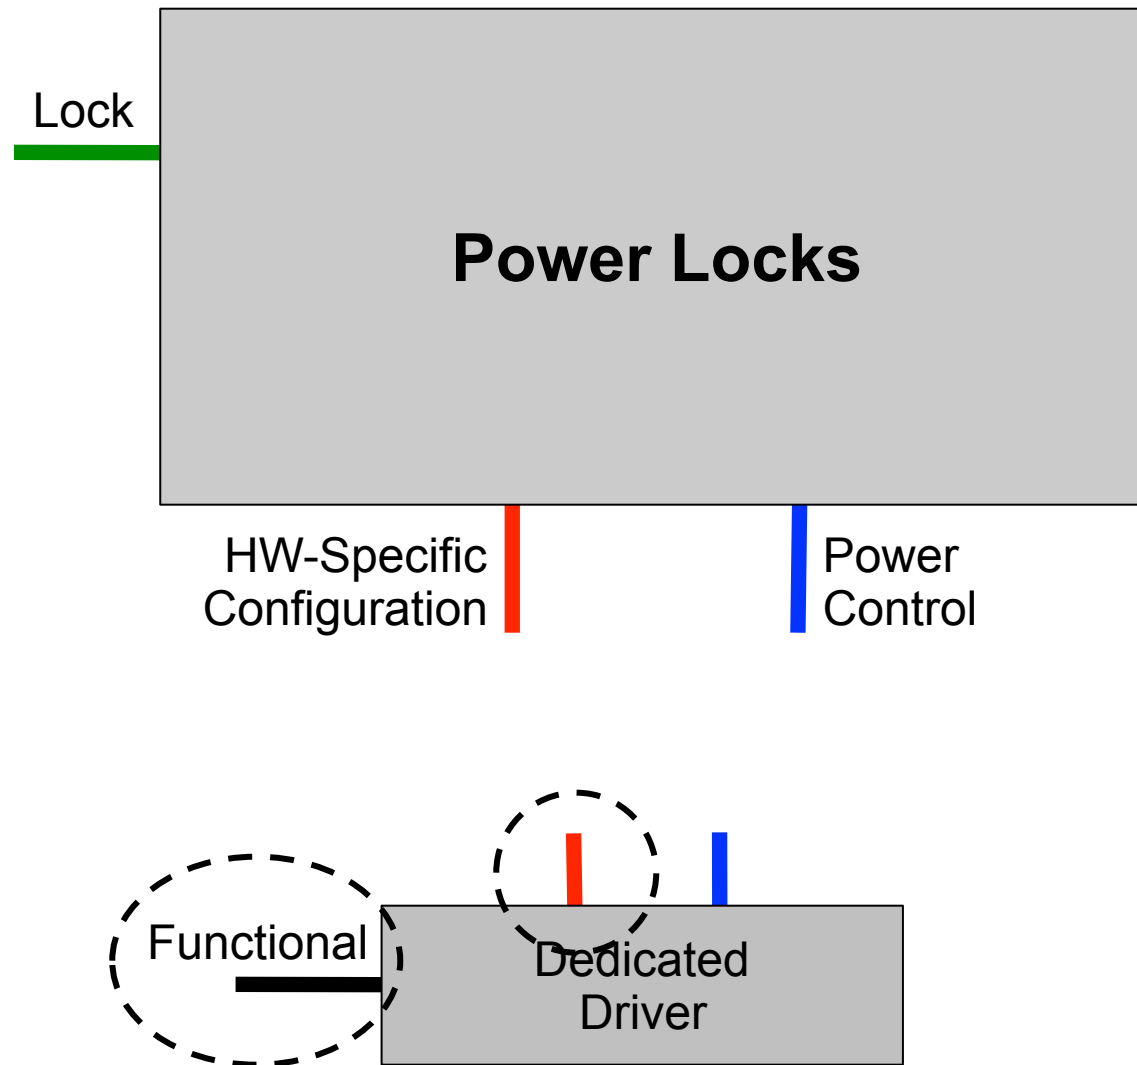 Lock
Power Locks
HW-Specific
Configuration
Power
Control
Functional
Dedicated
Driver